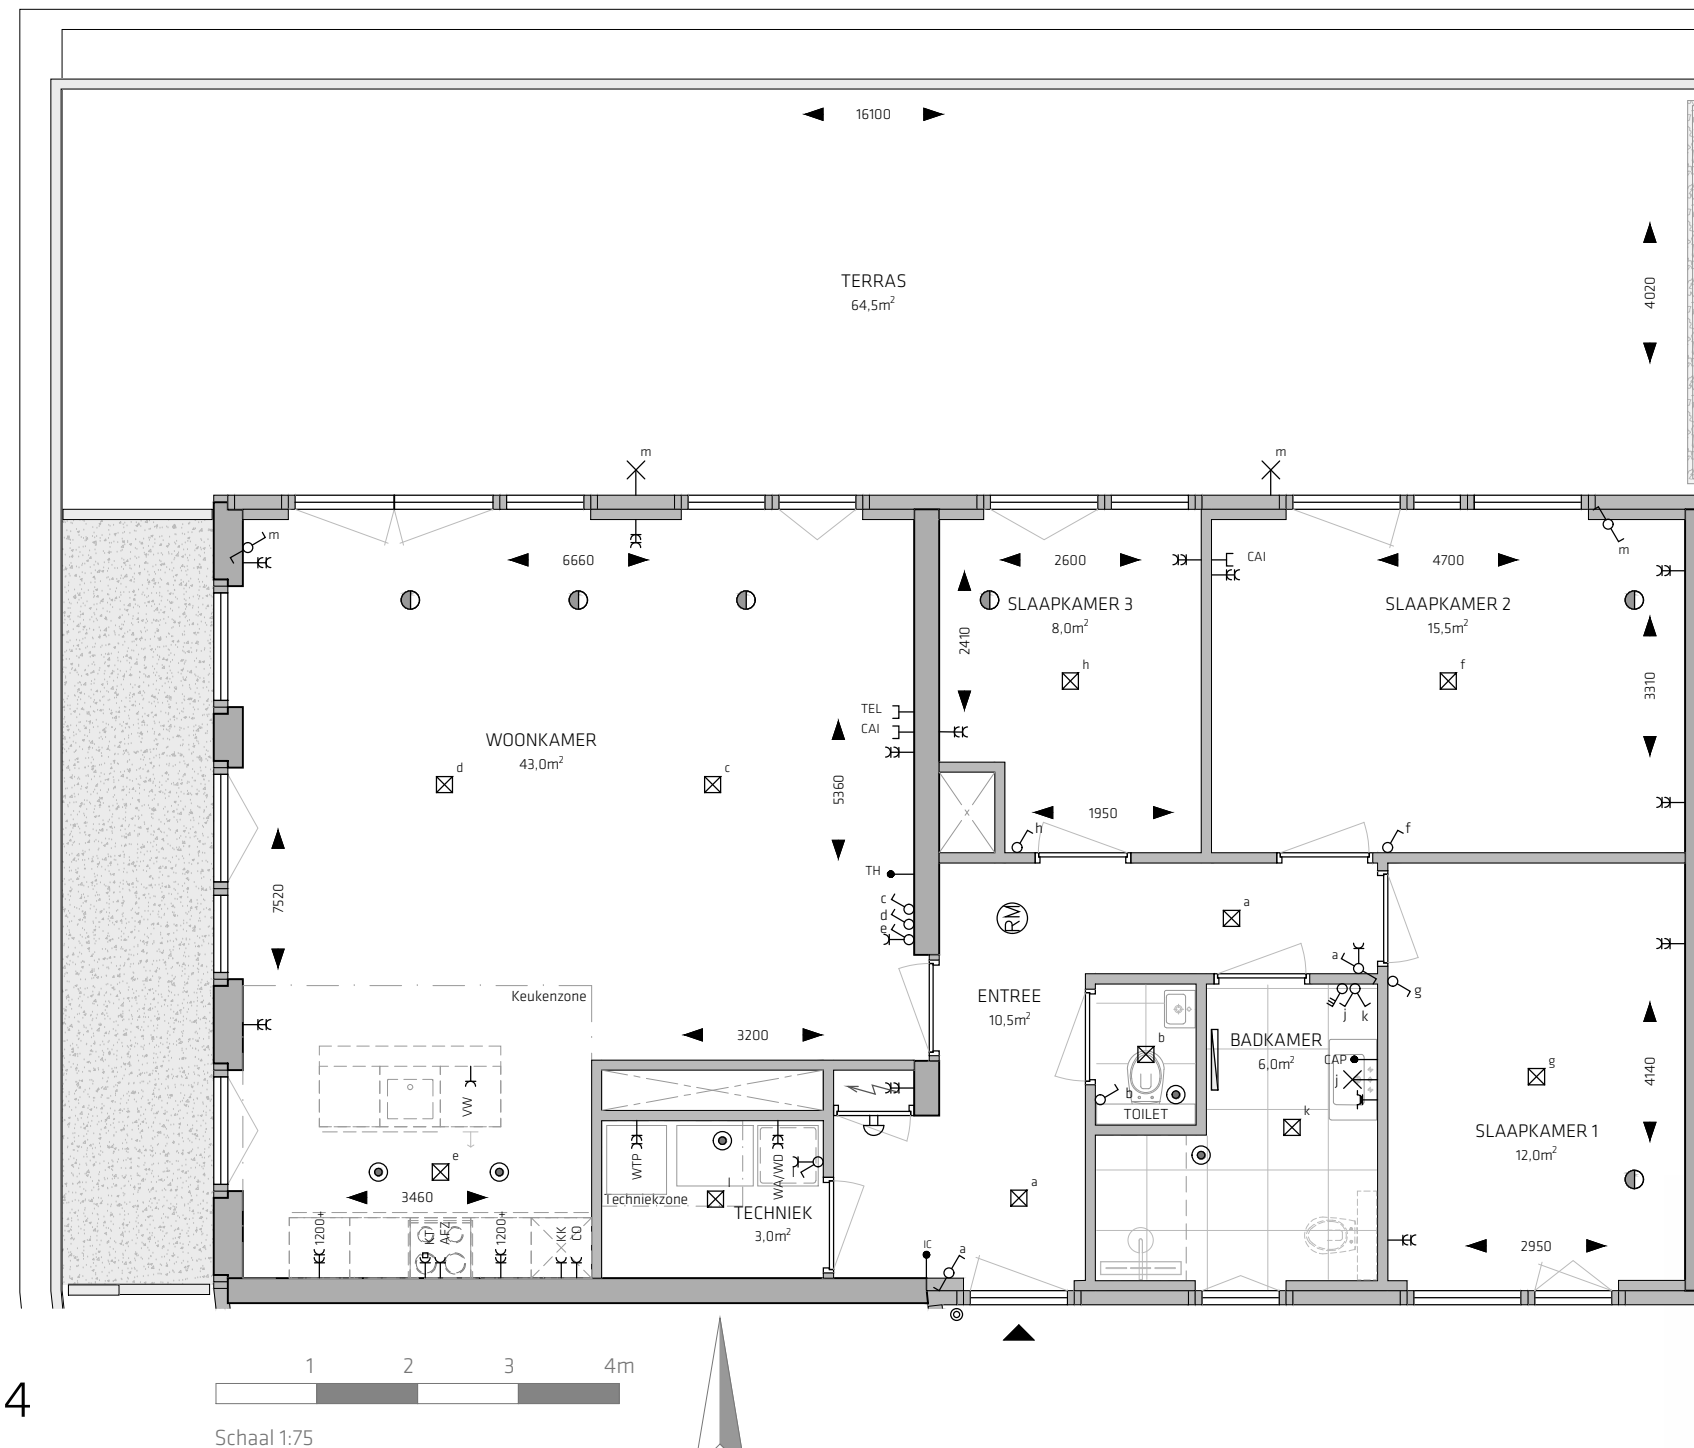 16100
TERRAS
64,5m²
4020
m
m
m
6660
2600
CAI
4700
m
SLAAPKAMER 3
8,0m²
SLAAPKAMER 2
15,5m²
2410
h
f
3310
TEL
CAI
WOONKAMER
43,0m²
d
c
5360
1950
h
f
TH
7520
c
d
e
RM
a
a
g
Keukenzone
ENTREE
10,5m²
j
k
3200
b
BADKAMER
6,0m²
CAP
j
g
4140
VW
b
TOILET
k
SLAAPKAMER 1
12,0m²
e
WTP
WA/WD
3460
Techniekzone
TECHNIEK
3,0m²
a
1200+
KT
AFZ
1200+
KK
CO
IC
a
2950
1
2
3
4m
4
Schaal 1:75